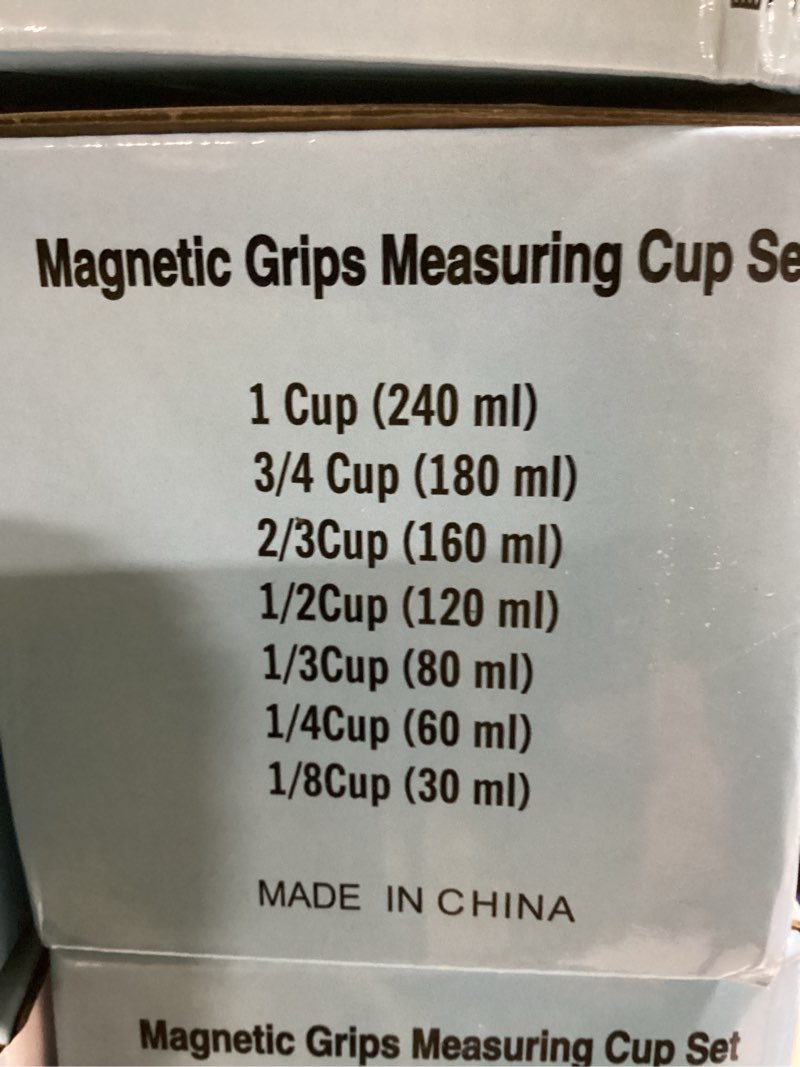 Magnetic Grips Measuring Cup Se
1 Cup (240 ml)
3/4 Cup (180 ml)
2/3Cup (160 ml)
1/2Cup (120 ml)
1/3Cup (80 ml)
1/4Cup (60 ml)
1/8Cup (30 ml)
MADE IN CHINA
Magnetic Grips Measuring Cup Set